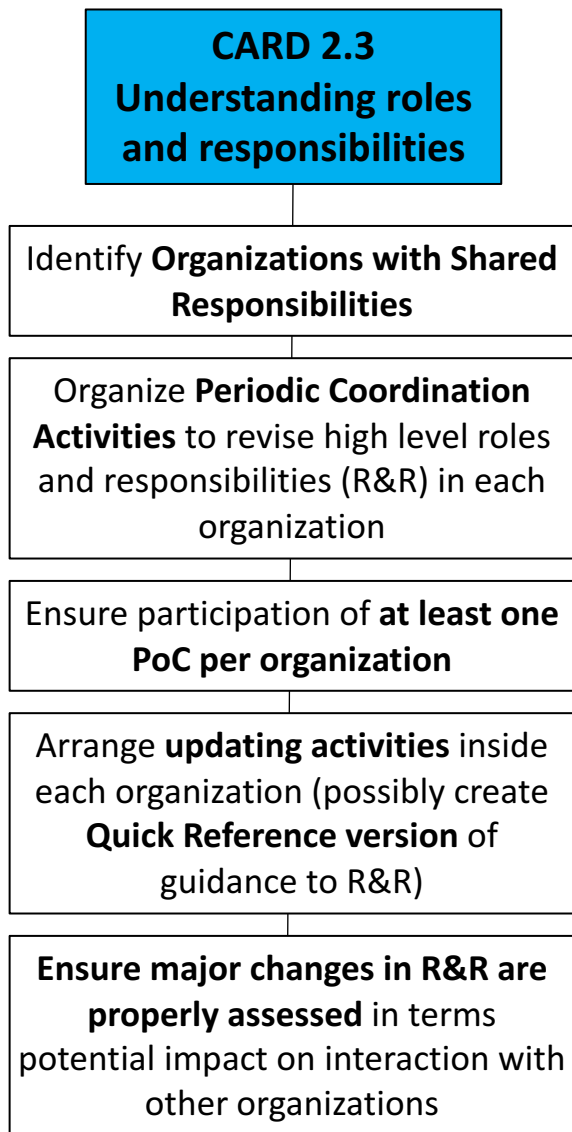 CARD 2.3
Understanding roles
and responsibilities
Identify Organizations with Shared
Responsibilities
Organize Periodic Coordination
Activities to revise high level roles
and responsibilities (R&R) in each
organization
Ensure participation of at least one
PoC per organization
Arrange updating activities inside
each organization (possibly create
Quick Reference version of
guidance to R&R)
Ensure major changes in R&R are
properly assessed in terms
potential impact on interaction with
other organizations